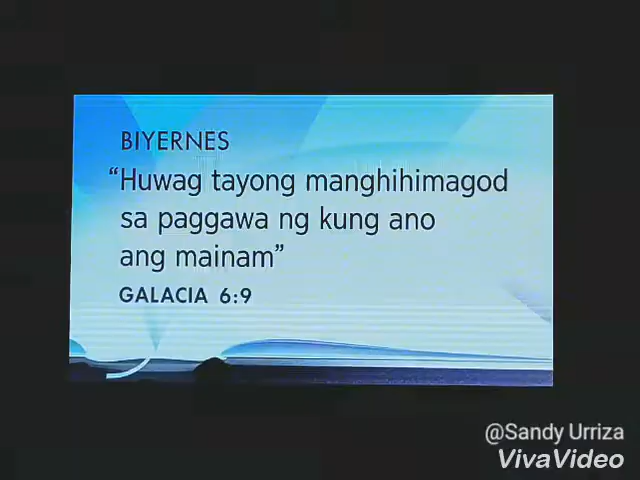 BIYERNES
“Huwag tayong manghihimagod
sa paggawa ng kung ano
ang mainam”
GALACIA 6:9
@Sandy Urriza
VivaVideo